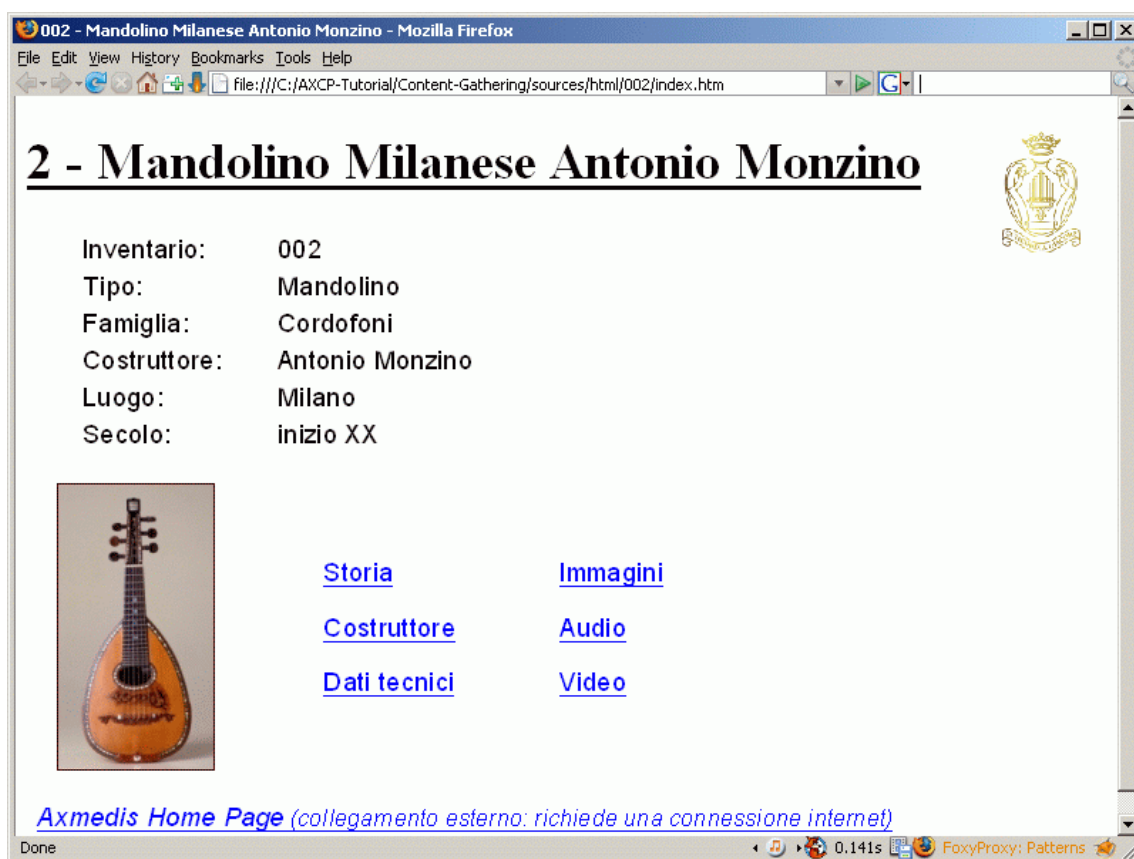 002 - Mandolino Milanese Antonio Monzino - Mozilla Firefox
File Edit View History Bookmarks Tools Help
file:///C:/AXCP-Tutorial/Content-Gathering/sources/html/002/index.htm G
2 - Mandolino Milanese Antonio Monzino
Inventario: 002
Tipo: Mandolino
Famiglia: Cordofoni
Costruttore: Antonio Monzino
Luogo: Milano
Secolo: inizio XX
Storia Immagini
Costruttore Audio
Dati tecnici Video
Axmedis Home Page (collegamento esterno: richiede una connessione internet)
Done 0.141s FoxyProxy: Patterns